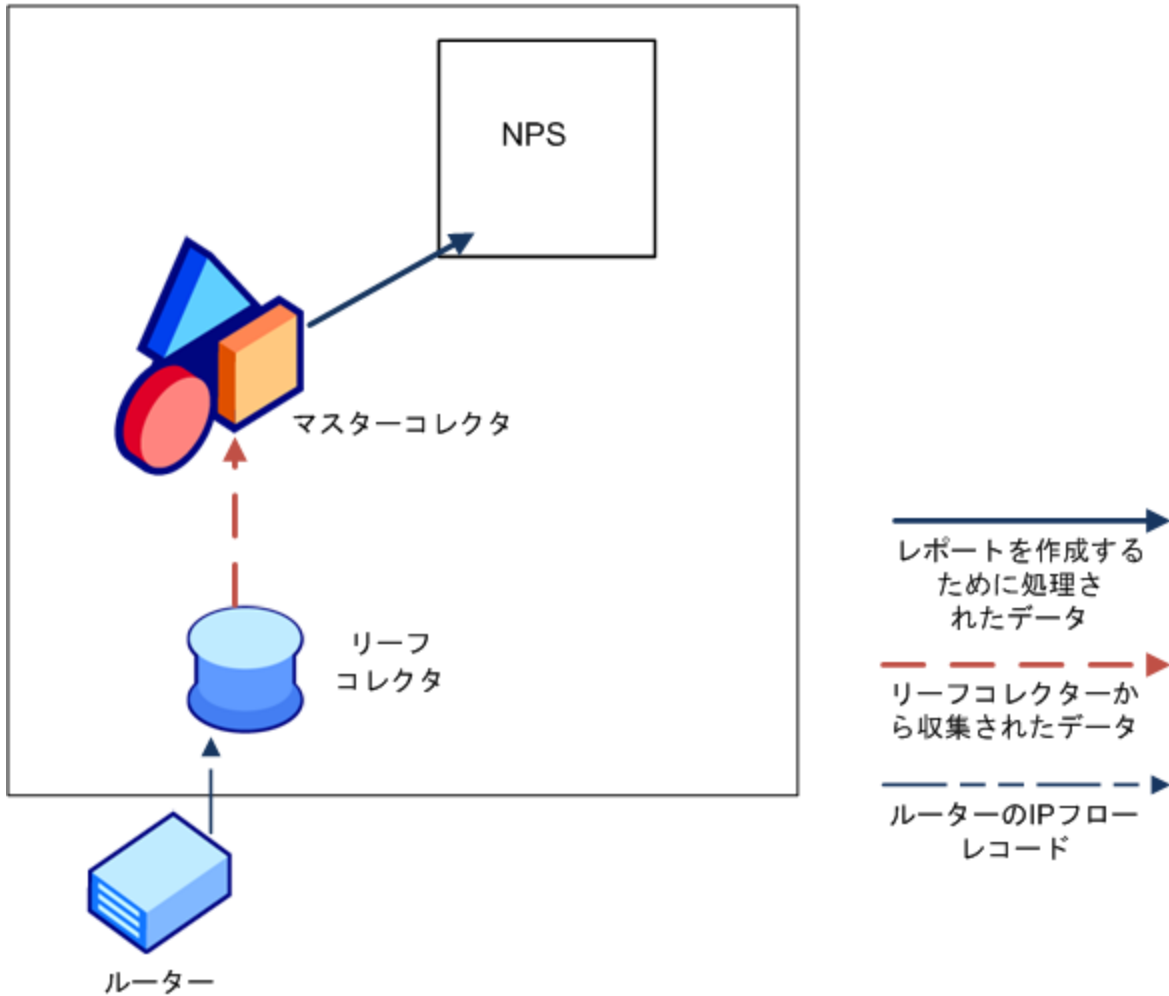 NPS
マスターコレクタ
リーフ
コレクタ
ルーター
レポートを作成する
ために処理さ
れたデータ
リーフコレクターか
ら収集されたデータ
ルーターのIPフロー
レコード